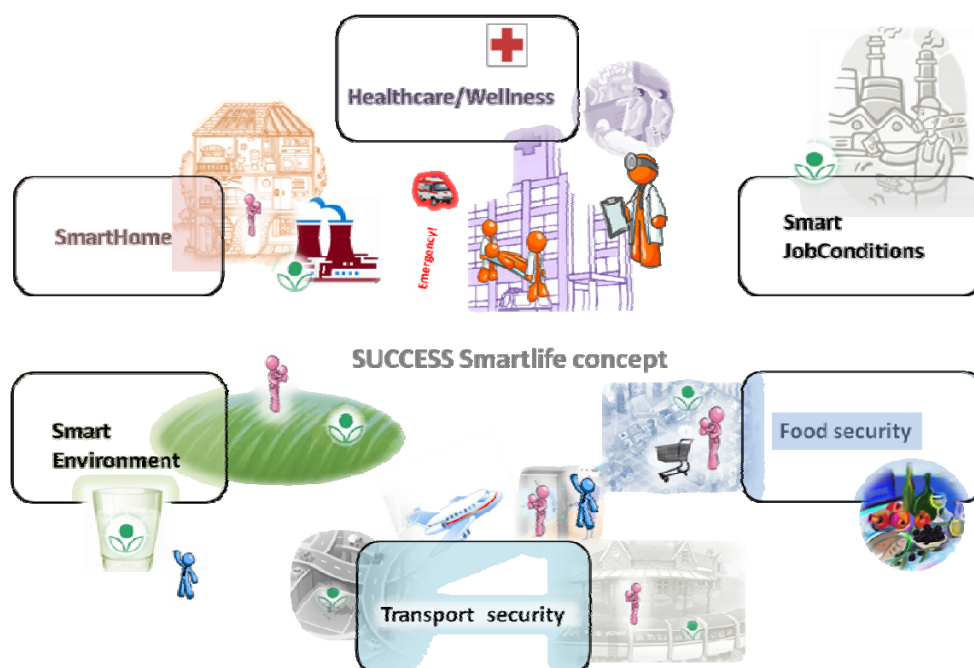 Healthcare/Wellness
SmartHome
Emergency!
Smart
JobConditions
SUCCESS Smartlife concept
Smart
Environment
Food security
Transport security